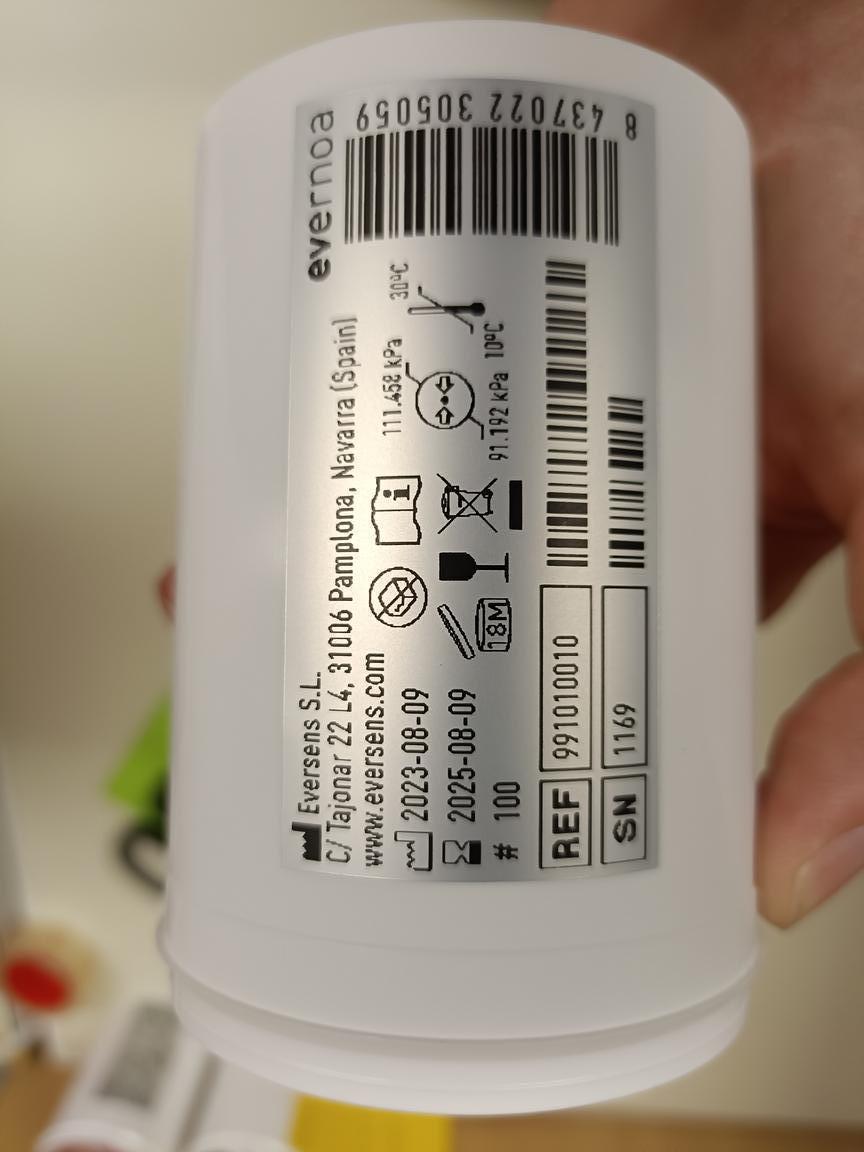 evernoa
Eversens S.L.
C/ Tajonar 22 L4, 31006 Pamplona, Navarra (Spain)
www.eversens.com
2023-08-09
2025-08-09
# 100
18M
111.458 kPa
91.192 kPa
30ºC
10ºC
8 437022 305059
REF 991010010
SN 1169